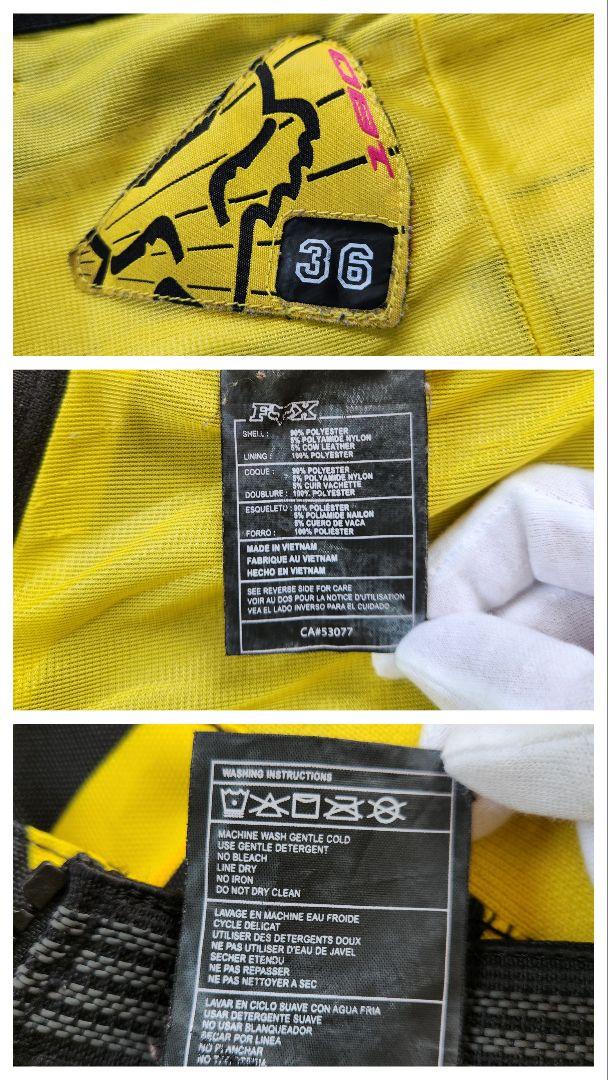 180
36
FOX
SHELL: 90% POLYESTER
5% POLYAMIDE NYLON
5% COW LEATHER
LINING: 100% POLYESTER
COQUE: 90% POLYESTER
5% POLYAMIDE NYLON
5% CUIR VACHETTE
DOUBLURE: 100% POLYESTER
ESQUELETO: 90% POLIÉSTER
5% POLIAMIDE NAILON
5% CUERO DE VACA
FORRO: 100% POLIÉSTER
MADE IN VIETNAM
FABRIQUE AU VIETNAM
HECHO EN VIETNAM
SEE REVERSE SIDE FOR CARE
VOIR AU DOS POUR LA NOTICE D'UTILISATION
VEA EL LADO INVERSO PARA EL CUIDADO
CA#53077
WASHING INSTRUCTIONS
MACHINE WASH GENTLE COLD
USE GENTLE DETERGENT
NO BLEACH
LINE DRY
NO IRON
DO NOT DRY CLEAN
LAVAGE EN MACHINE EAU FROIDE
CYCLE DELICAT
UTILISER DES DETERGENTS DOUX
NE PAS UTILISER D'EAU DE JAVEL
SECHER ETENDU
NE PAS REPASSER
NE PAS NETTOYER A SEC
LAVAR EN CICLO SUAVE CON AGUA FRIA
USAR DETERGENTE SUAVE
NO USAR BLANQUEADOR
SECAR POR LINEA
NO PLANCHAR
NO